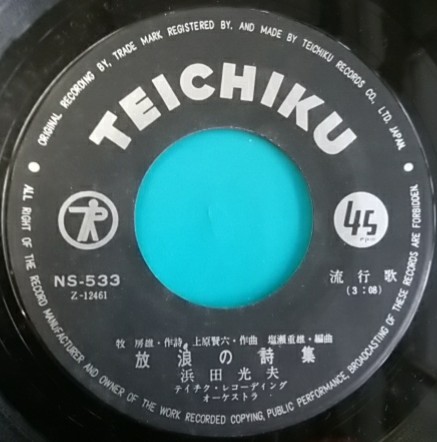 ORIGINAL RECORDING BY, TRADE MARK REGISTERED BY, AND MADE BY TEICHIKU RECORDS CO., LTD. JAPAN
TEICHIKU
45
rpm
NS-533
Z-12461
流行歌
(3:08)
牧房雄・作詩 上原賢六・作曲 塩瀬重雄・編曲
放浪の詩集
浜田光夫
テイチク・レコーディング
オーケストラ
ALL RIGHT OF THE RECORD MANUFACTURER AND OWNER OF THE WORK RECORDED COPYING, PUBLIC PERFORMANCE BROADCASTING OF THESE RECORDS ARE FORBIDDEN.